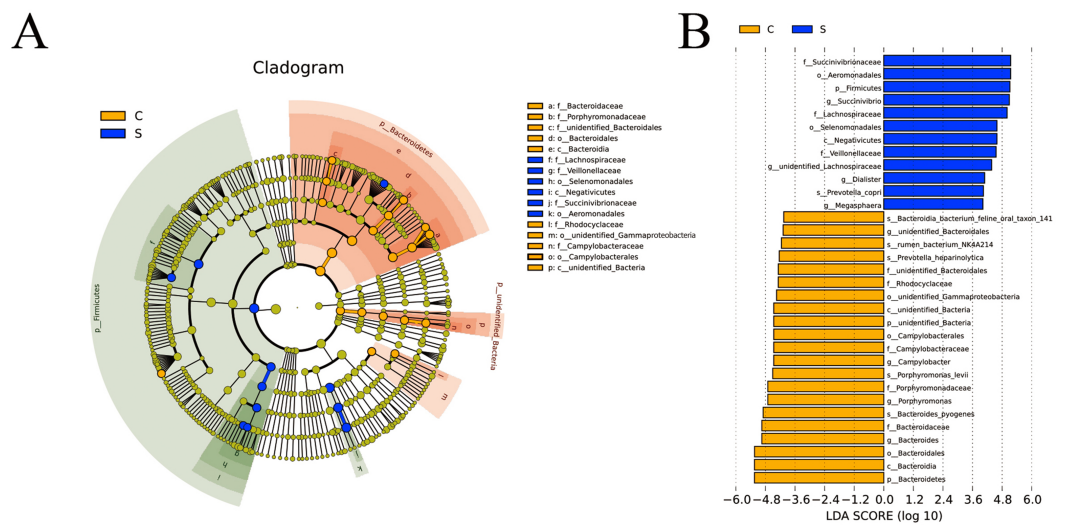 A
Cladogram
C
S
p__Bacteroidetes
e
d
c
b
a
f
p__Firmicutes
p__unidentified_Bacteria
p
o
n
m
l
k
j
i
h
g
a: f__Bacteroidaceae
b: f__Porphyromonadaceae
c: f__unidentified_Bacteroidales
d: o__Bacteroidales
e: c__Bacteroidia
f: f__Lachnospiraceae
g: f__Veillonellaceae
h: o__Selenomonadales
i: c__Negativicutes
j: f__Succinivibrionaceae
k: o__Aeromonadales
l: f__Rhodocyclaceae
m: o__unidentified_Gammaproteobacteria
n: f__Campylobacteraceae
o: o__Campylobacterales
p: c__unidentified_Bacteria
B
C S
f__Succinivibrionaceae
o__Aeromonadales
p__Firmicutes
g__Succinivibrio
f__Lachnospiraceae
o__Selenomonadales
c__Negativicutes
f__Veillonellaceae
g__unidentified_Lachnospiraceae
g__Dialister
s__Prevotella_copri
g__Megasphaera
s__Bacteroidia_bacterium_feline_oral_taxon_141
g__unidentified_Bacteroidales
s__rumen_bacterium_NK4A214
s__Prevotella_heparinolytica
f__unidentified_Bacteroidales
f__Rhodocyclaceae
o__unidentified_Gammaproteobacteria
c__unidentified_Bacteria
p__unidentified_Bacteria
o__Campylobacterales
f__Campylobacteraceae
g__Campylobacter
s__Porphyromonas_levii
f__Porphyromonadaceae
g__Porphyromonas
s__Bacteroides_pyogenes
f__Bacteroidaceae
g__Bacteroides
o__Bacteroidales
c__Bacteroidia
p__Bacteroidetes
−6.0 −4.8 −3.6 −2.4 −1.2 0.0 1.2 2.4 3.6 4.8 6.0
LDA SCORE (log 10)